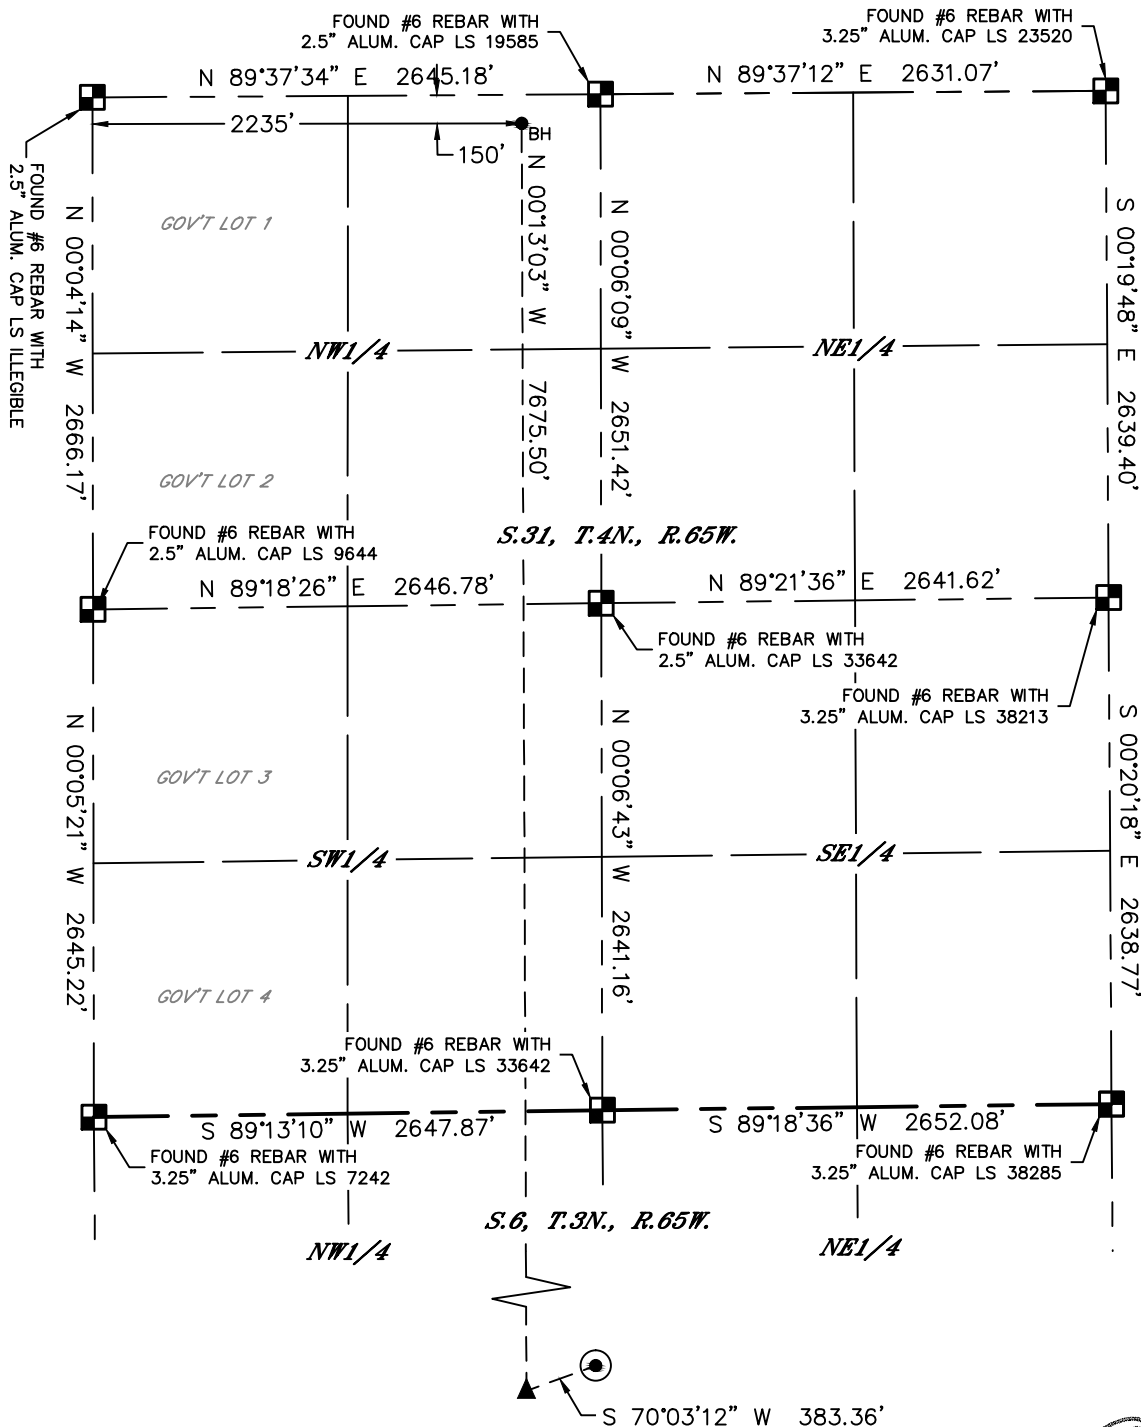 FOUND #6 REBAR WITH
2.5" ALUM. CAP LS 19585
FOUND #6 REBAR WITH
3.25" ALUM. CAP LS 23520
N 89°37'34" E 2645.18'
N 89°37'12" E 2631.07'
2235'
BH
150'
FOUND #6 REBAR WITH
2.5" ALUM. CAP LS ILLEGIBLE
N 00°04'14" W 2666.17'
GOV'T LOT 1
N 00°13'03" W 7675.50'
N 00°06'09" W 2651.42'
S 00°19'48" E 2639.40'
NW1/4
NE1/4
GOV'T LOT 2
S.31, T.4N., R.65W.
FOUND #6 REBAR WITH
2.5" ALUM. CAP LS 9644
N 89°18'26" E 2646.78'
N 89°21'36" E 2641.62'
FOUND #6 REBAR WITH
2.5" ALUM. CAP LS 33642
FOUND #6 REBAR WITH
3.25" ALUM. CAP LS 38213
N 00°05'21" W 2645.22'
GOV'T LOT 3
N 00°06'43" W 2641.16'
S 00°20'18" E 2638.77'
SW1/4
SE1/4
GOV'T LOT 4
FOUND #6 REBAR WITH
3.25" ALUM. CAP LS 33642
S 89°13'10" W 2647.87'
S 89°18'36" W 2652.08'
FOUND #6 REBAR WITH
3.25" ALUM. CAP LS 7242
FOUND #6 REBAR WITH
3.25" ALUM. CAP LS 38285
S.6, T.3N., R.65W.
NW1/4
NE1/4
S 70°03'12" W 383.36'